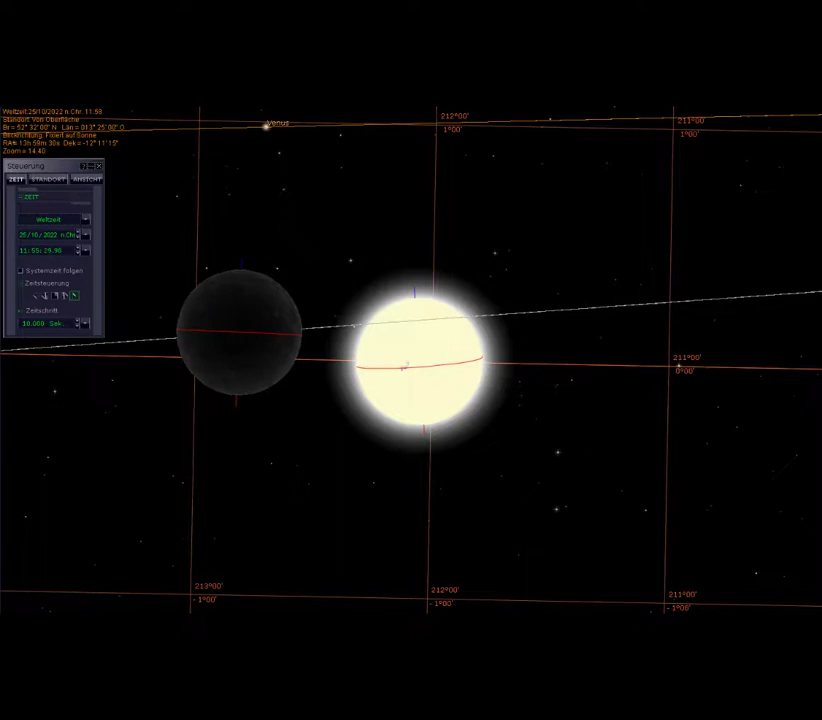 Weltzeit:25/10/2022 n.Chr. 11:58
Standort: Von Oberfläche
Br = 52° 32' 00" N Län = 013° 25' 00" O
Blickrichtung: Fixiert auf Sonne
RA= 13h 59m 30s Dek = -12° 11' 15"
Zoom = 14.40
Steuerung
ZEIT STANDORT ANSICHT
ZEIT
Weltzeit
25/10/2022 n.Chr
11:55:29.90
Systemzeit folgen
Zeitsteuerung
Zeitschritt
10.000 Sek.
Venus
212°00'
1°00'
211°00'
1°00'
211°00'
0°00'
213°00'
-1°00'
212°00'
-1°00'
211°00'
-1°00'